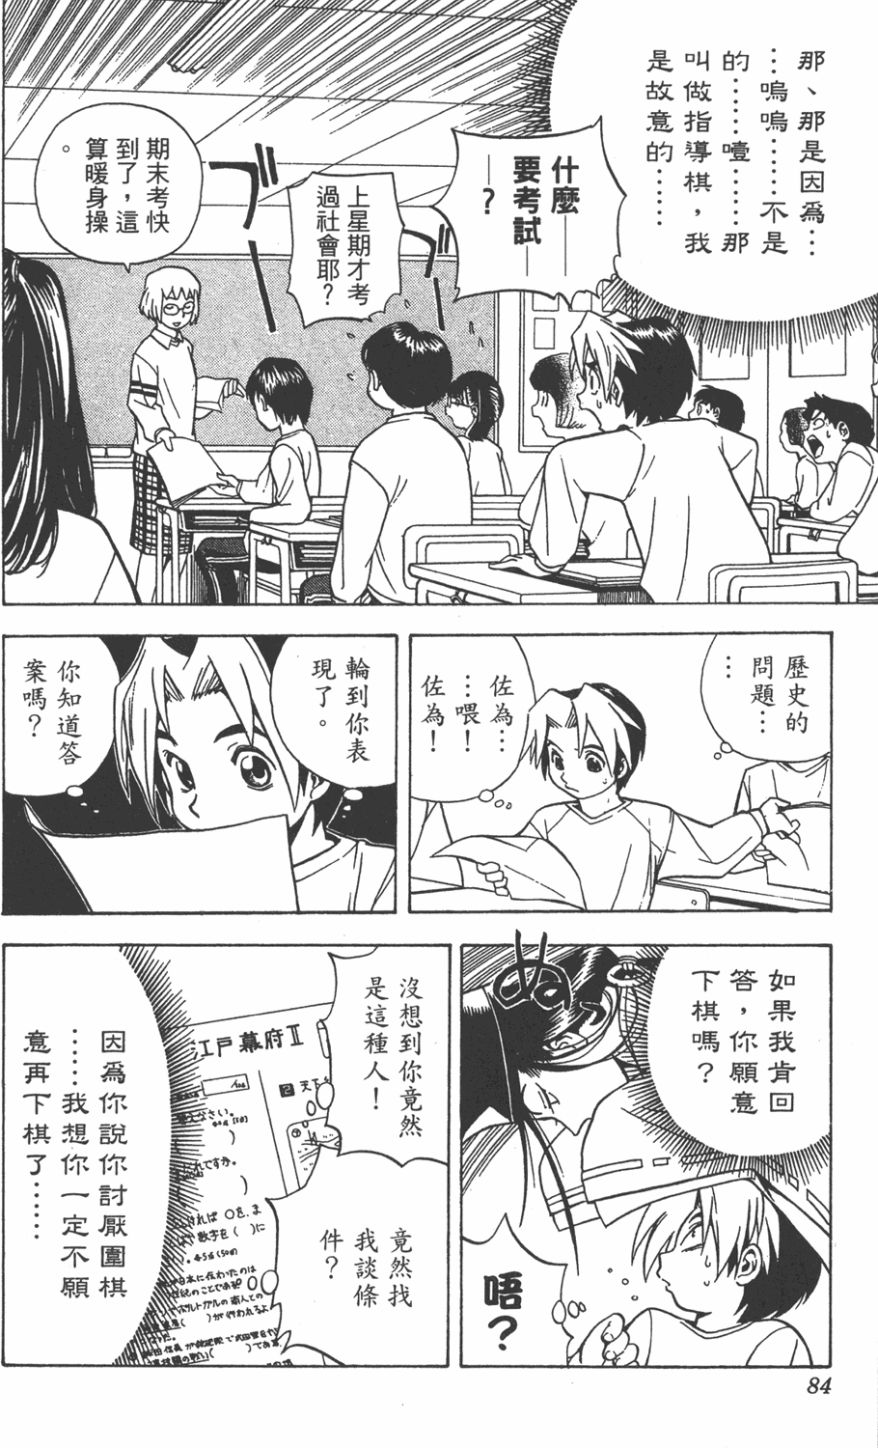 那、那是因為…
…嗚嗚……不是
的……噎……那
叫做指導棋，我
是故意的……
什麼——
要考試——
——？
上星期才考
過社會耶？
期末考快
到了，這
算暖身操
。
歷史的
問題…
…
佐為…
…喂！
佐為！
輪到你表
現了。
你知道答
案嗎？
如果我肯回
答，你願意
下棋嗎？
ぬっ
唔？
沒想到你竟然
是這種人！
竟然找
我談條
件？
江戸幕府Ⅱ
2 天下
因為你說你討厭圍棋
……我想你一定不願
意再下棋了……
84